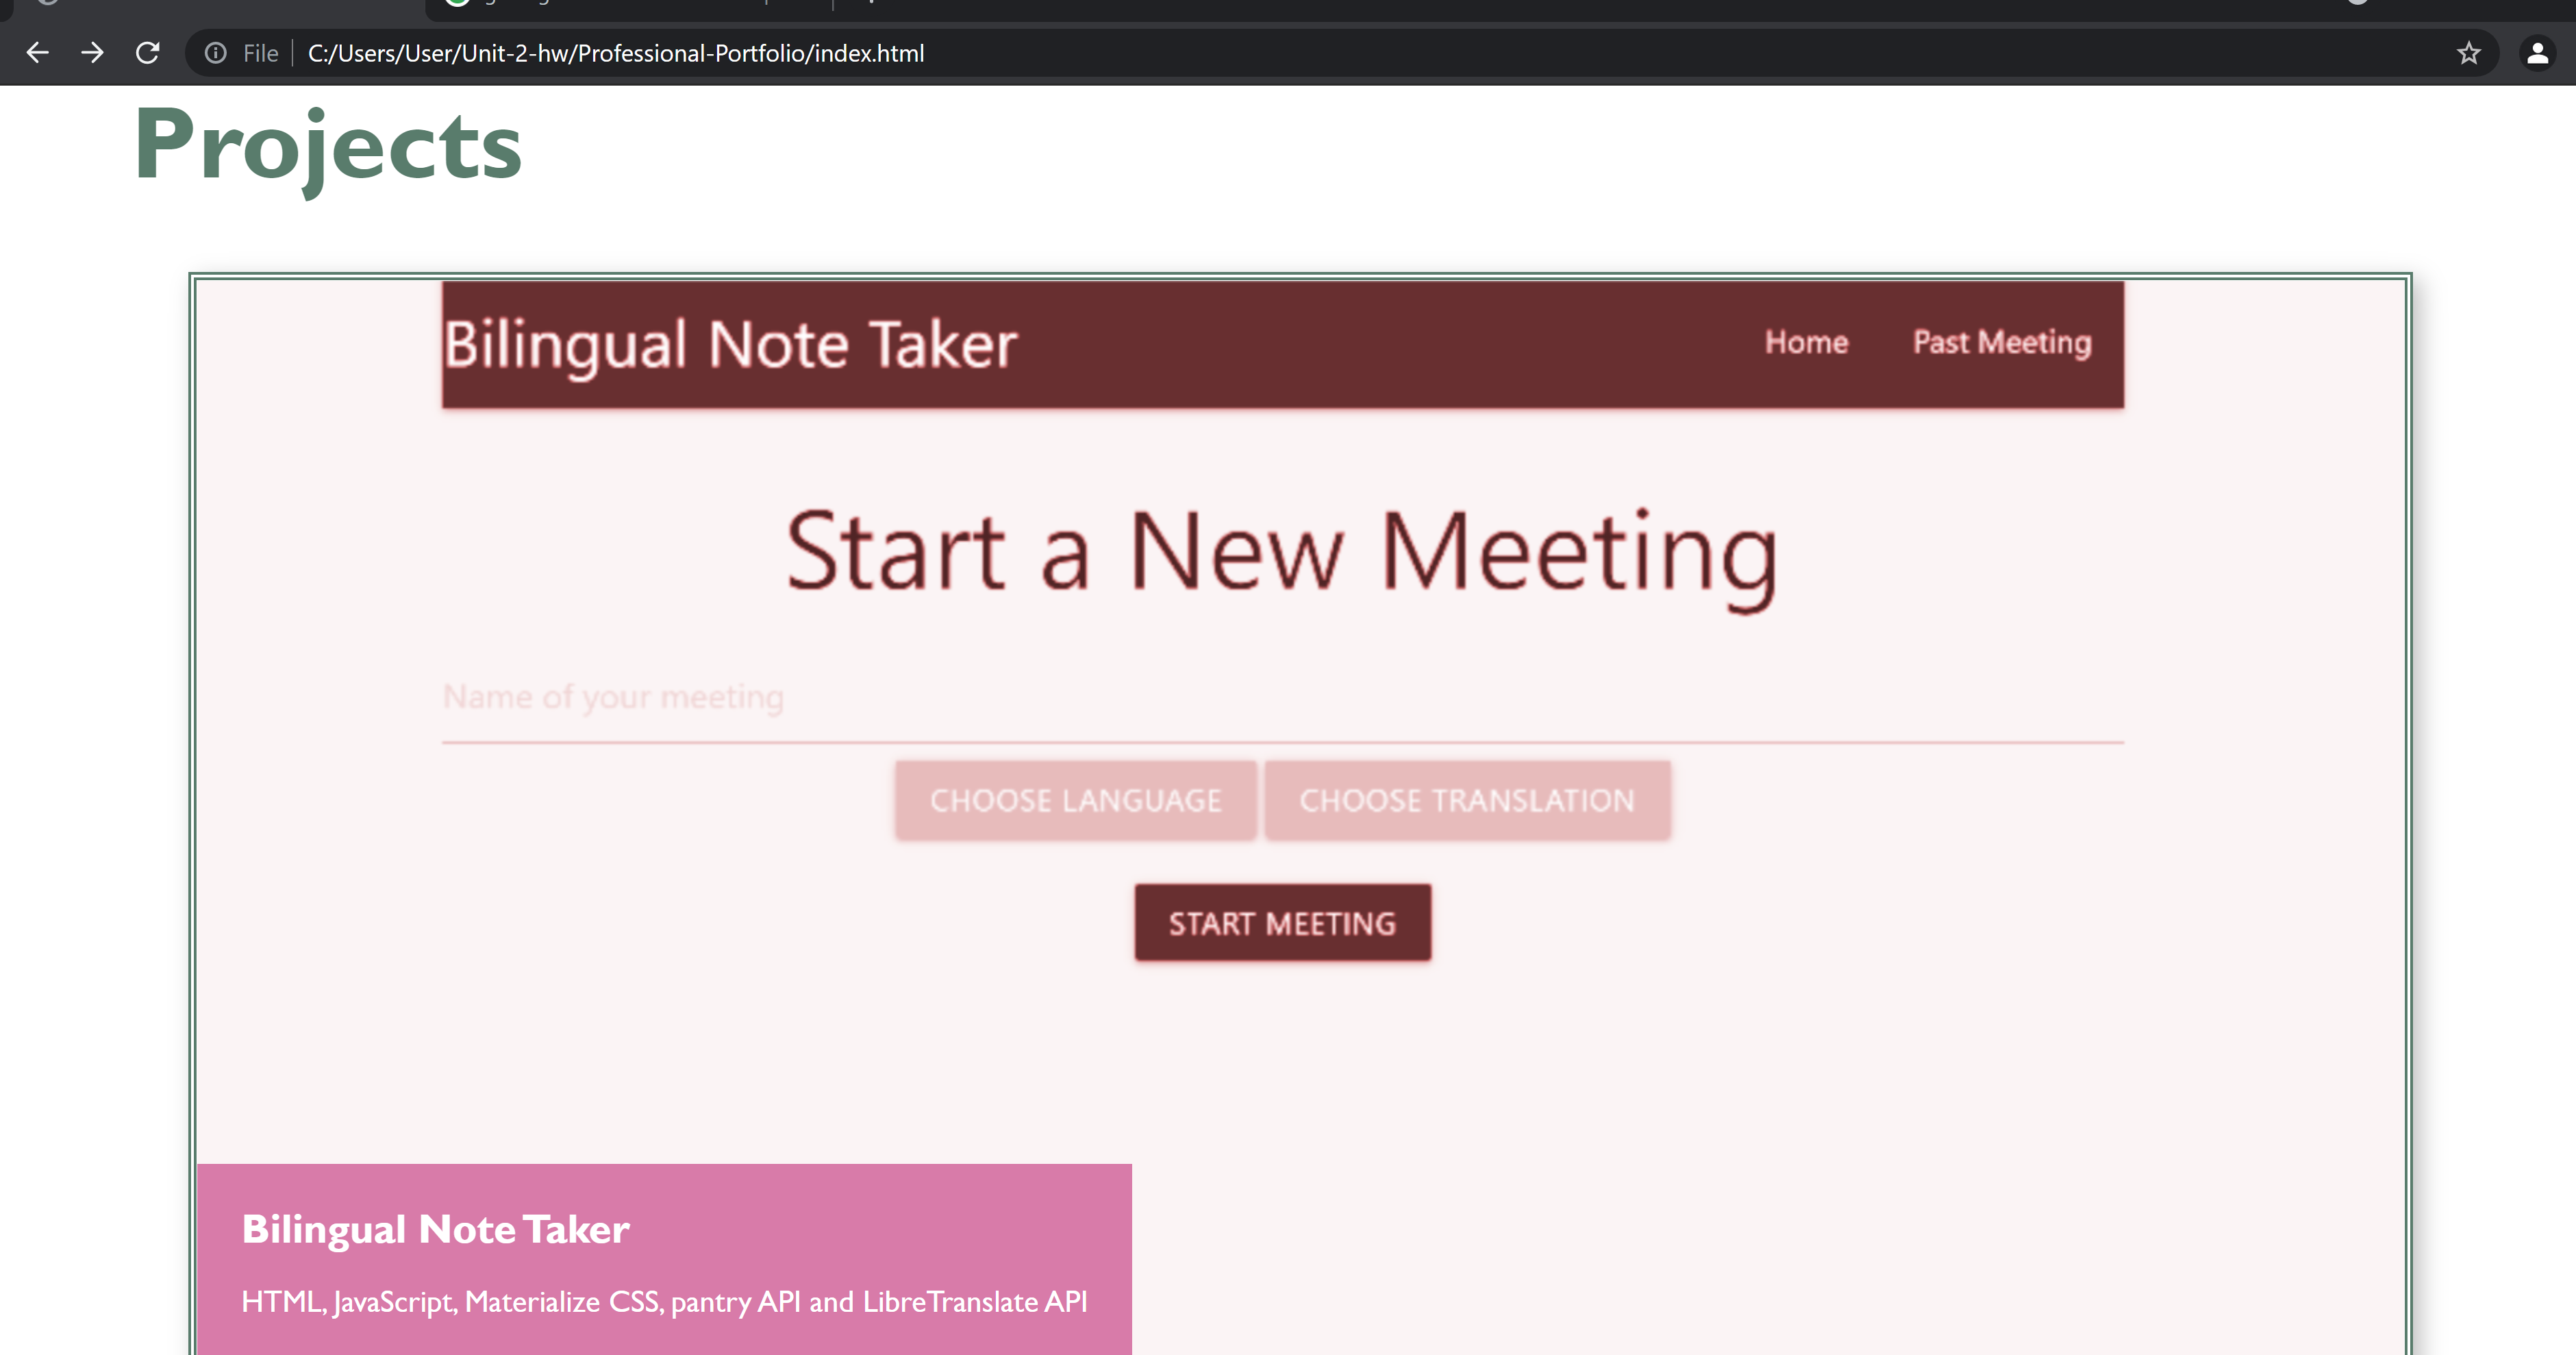 File C:/Users/User/Unit-2-hw/Professional-Portfolio/index.html
Projects
Bilingual Note Taker Home Past Meeting
Start a New Meeting
Name of your meeting
CHOOSE LANGUAGE CHOOSE TRANSLATION
START MEETING
Bilingual Note Taker
HTML, JavaScript, Materialize CSS, pantry API and LibreTranslate API